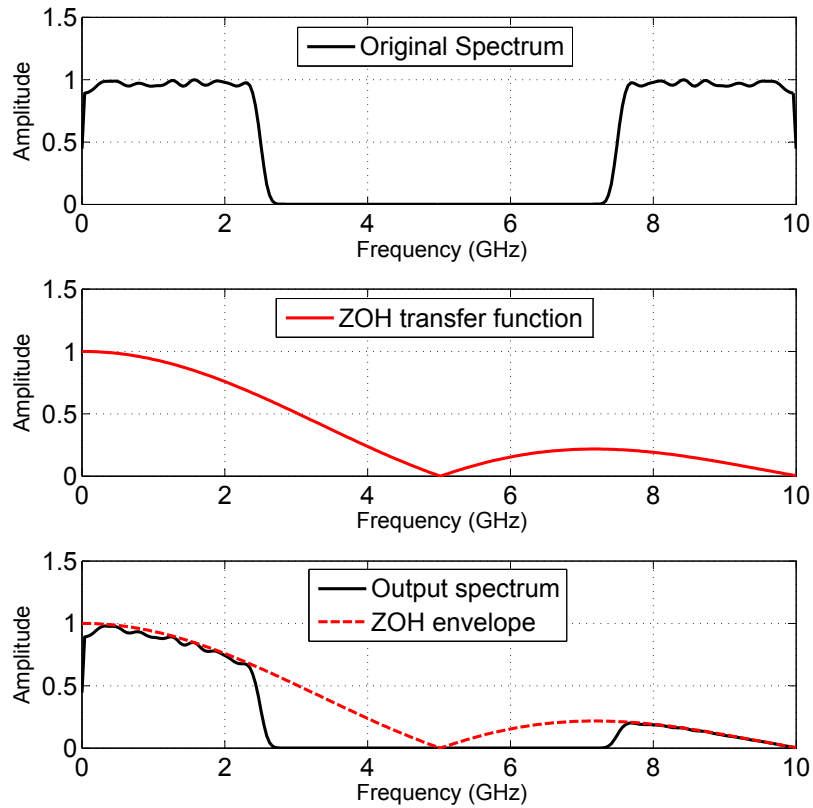 1.5
1
0.5
0
Amplitude
Original Spectrum
0 2 4 6 8 10
Frequency (GHz)
1.5
1
0.5
0
Amplitude
ZOH transfer function
0 2 4 6 8 10
Frequency (GHz)
1.5
1
0.5
0
Amplitude
Output spectrum
ZOH envelope
0 2 4 6 8 10
Frequency (GHz)